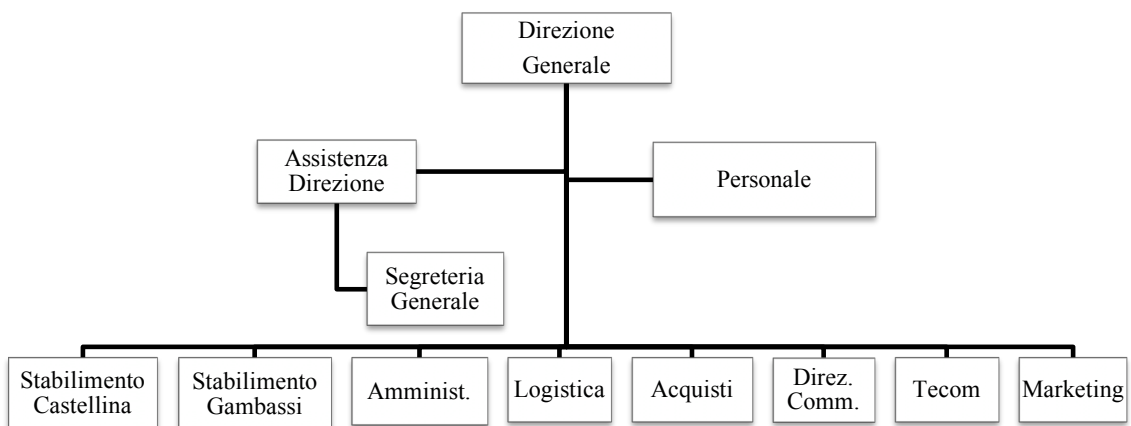 Direzione
Generale
Assistenza
Direzione
Personale
Segreteria
Generale
Stabilimento
Castellina
Stabilimento
Gambassi
Amminist.
Logistica
Acquisti
Direz.
Comm.
Tecom
Marketing